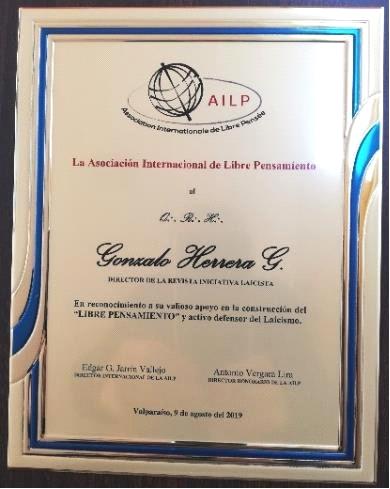 AILP
Association Internationale de Libre Pensée
La Asociación Internacional de Libre Pensamiento
al
Q∴ R∴ H∴
Gonzalo Herrera G.
DIRECTOR DE LA REVISTA INICIATIVA LAICISTA
En reconocimiento a su valioso apoyo en la construcción del
“LIBRE PENSAMIENTO” y activo defensor del Laicismo.
Edgar G. Jarrín Vallejo
DIRECTOR INTERNACIONAL DE LA AILP
Antonio Vergara Lira
DIRECTOR HONORARIO DE LA AILP
Valparaíso, 9 de agosto del 2019